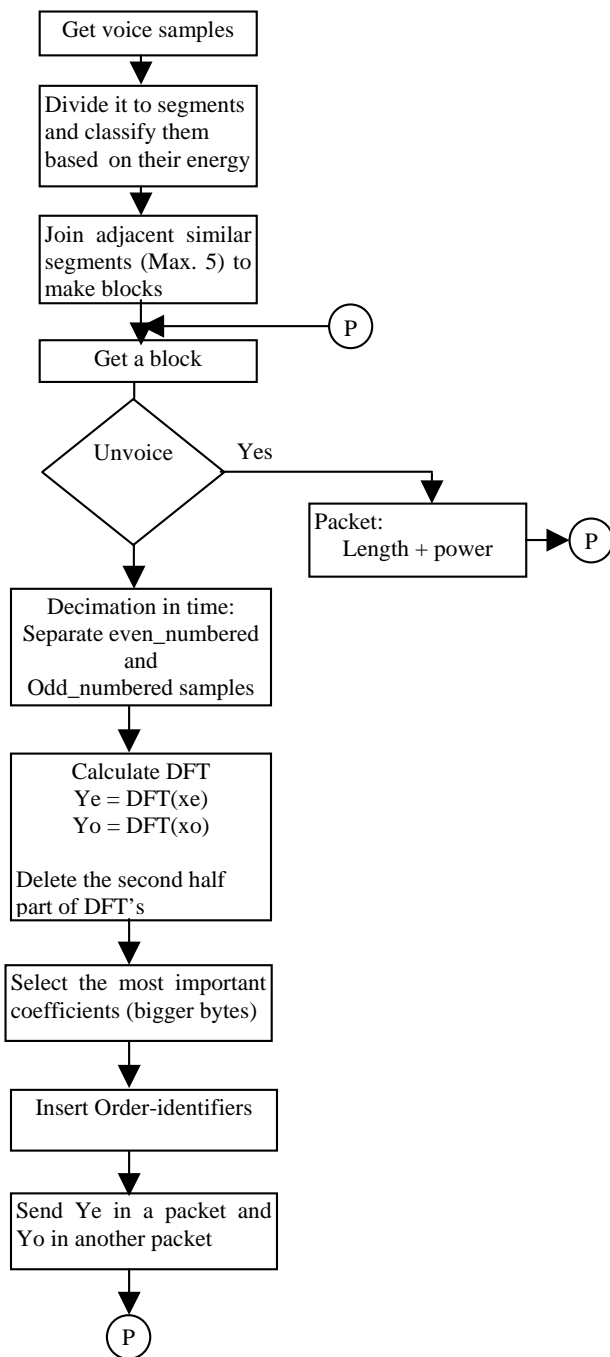 Get voice samples
Divide it to segments
and classify them
based on their energy
Join adjacent similar
segments (Max. 5) to
make blocks
P
Get a block
Unvoice
Yes
Packet:
Length + power
P
Decimation in time:
Separate even_numbered
and
Odd_numbered samples
Calculate DFT
Ye = DFT(xe)
Yo = DFT(xo)
Delete the second half
part of DFT's
Select the most important
coefficients (bigger bytes)
Insert Order-identifiers
Send Ye in a packet and
Yo in another packet
P